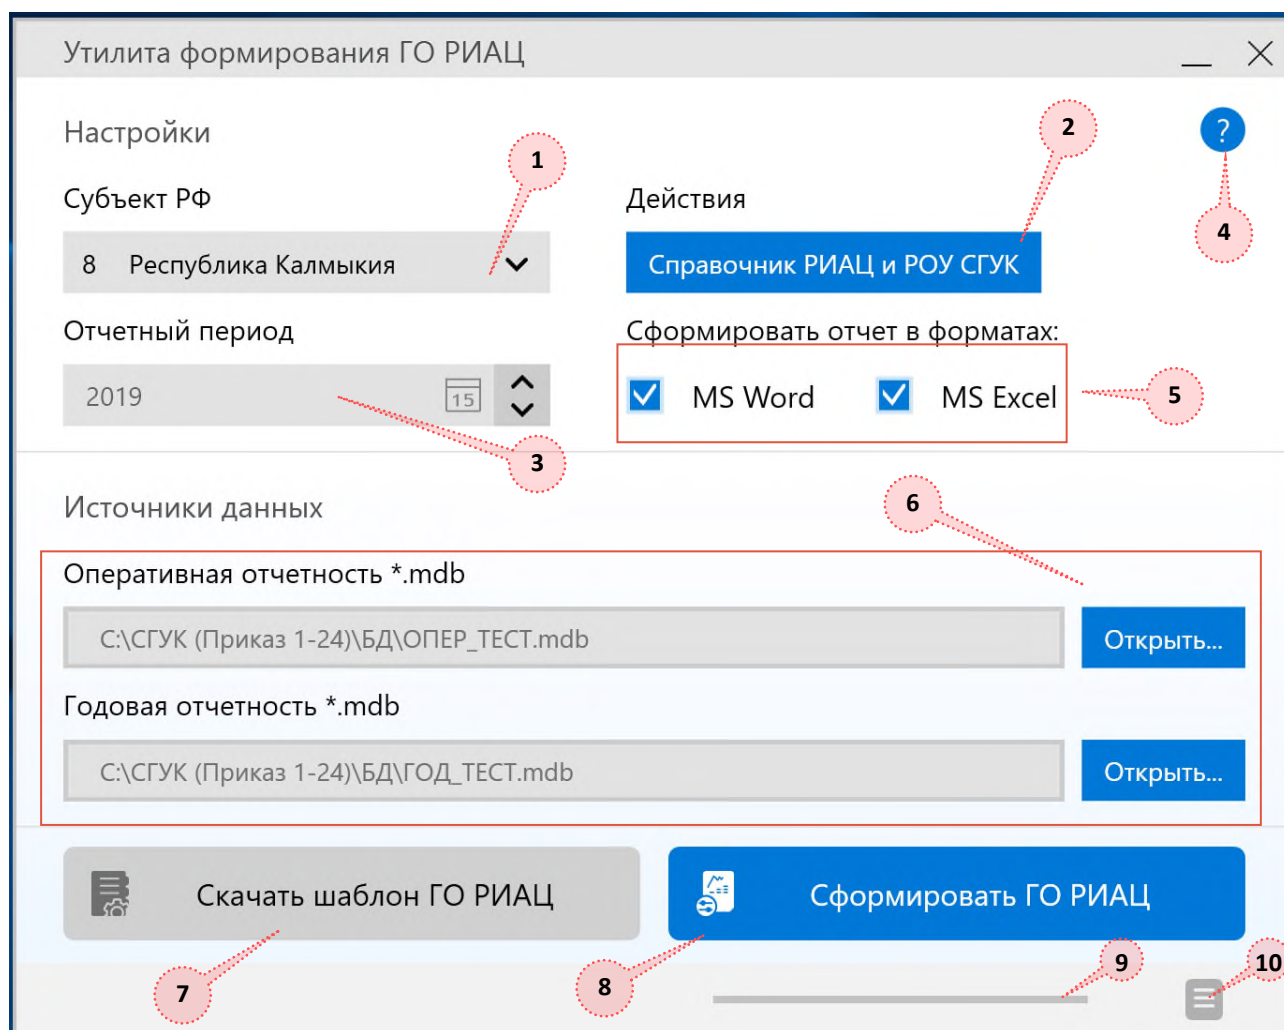 Утилита формирования ГО РИАЦ
Настройки
1
2
?
Субъект РФ
Действия
4
8 Республика Калмыкия
Справочник РИАЦ и РОУ СГУК
Отчетный период
Сформировать отчет в форматах:
2019
15
MS Word
MS Excel
5
3
Источники данных
6
Оперативная отчетность *.mdb
C:\СГУК (Приказ 1-24)\БД\ОПЕР_ТЕСТ.mdb
Открыть...
Годовая отчетность *.mdb
C:\СГУК (Приказ 1-24)\БД\ГОД_ТЕСТ.mdb
Открыть...
Скачать шаблон ГО РИАЦ
Сформировать ГО РИАЦ
7
8
9
10